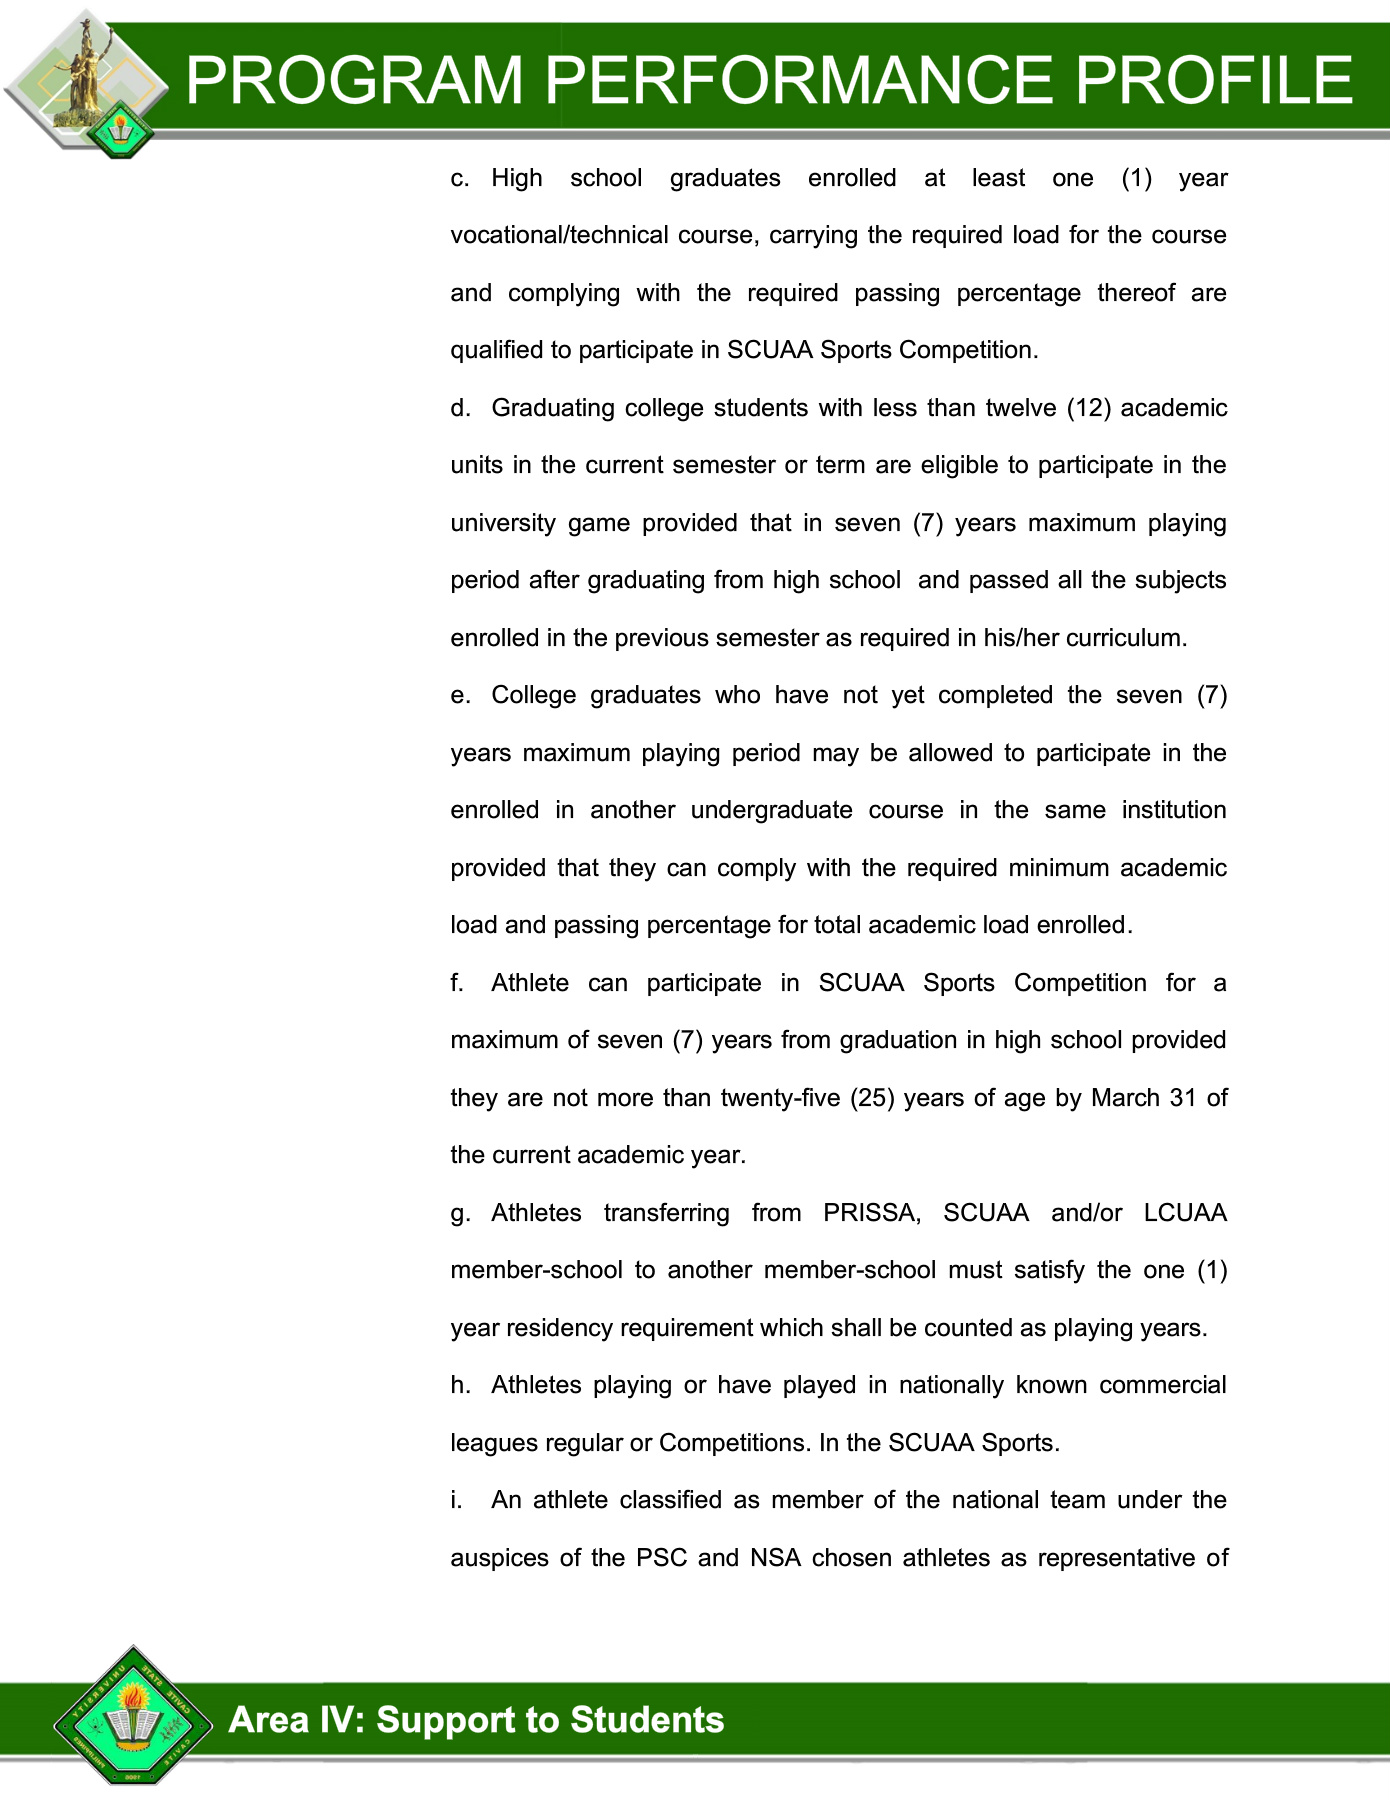 PROGRAM PERFORMANCE PROFILE
c. High school graduates enrolled at least one (1) year
vocational/technical course, carrying the required load for the course
and complying with the required passing percentage thereof are
qualified to participate in SCUAA Sports Competition.
d. Graduating college students with less than twelve (12) academic
units in the current semester or term are eligible to participate in the
university game provided that in seven (7) years maximum playing
period after graduating from high school and passed all the subjects
enrolled in the previous semester as required in his/her curriculum.
e. College graduates who have not yet completed the seven (7)
years maximum playing period may be allowed to participate in the
enrolled in another undergraduate course in the same institution
provided that they can comply with the required minimum academic
load and passing percentage for total academic load enrolled.
f. Athlete can participate in SCUAA Sports Competition for a
maximum of seven (7) years from graduation in high school provided
they are not more than twenty-five (25) years of age by March 31 of
the current academic year.
g. Athletes transferring from PRISSA, SCUAA and/or LCUAA
member-school to another member-school must satisfy the one (1)
year residency requirement which shall be counted as playing years.
h. Athletes playing or have played in nationally known commercial
leagues regular or Competitions. In the SCUAA Sports.
i. An athlete classified as member of the national team under the
auspices of the PSC and NSA chosen athletes as representative of
CAVITE STATE UNIVERSITY
CAVITE
PHILIPPINES
Area IV: Support to Students